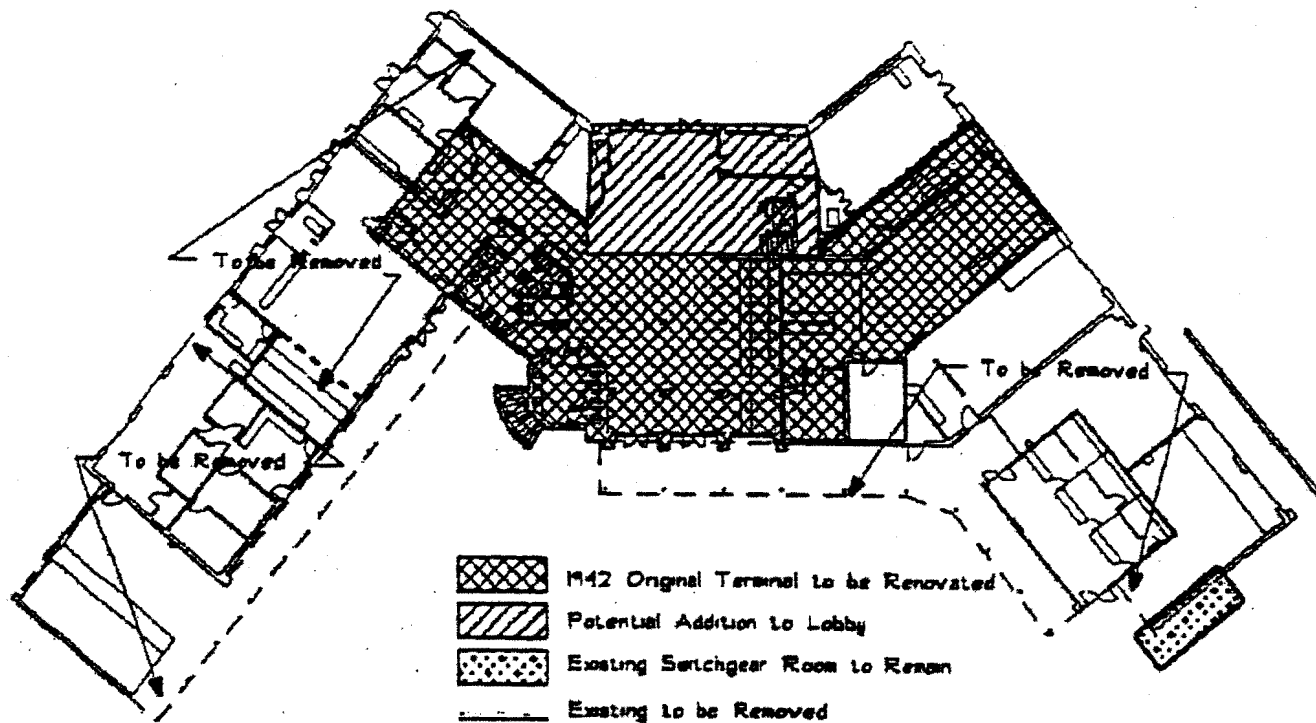 To be Removed
To be Removed
To be Removed
1942 Original Terminal to be Renovated
Potential Addition to Lobby
Existing Switchgear Room to Remain
Existing to be Removed